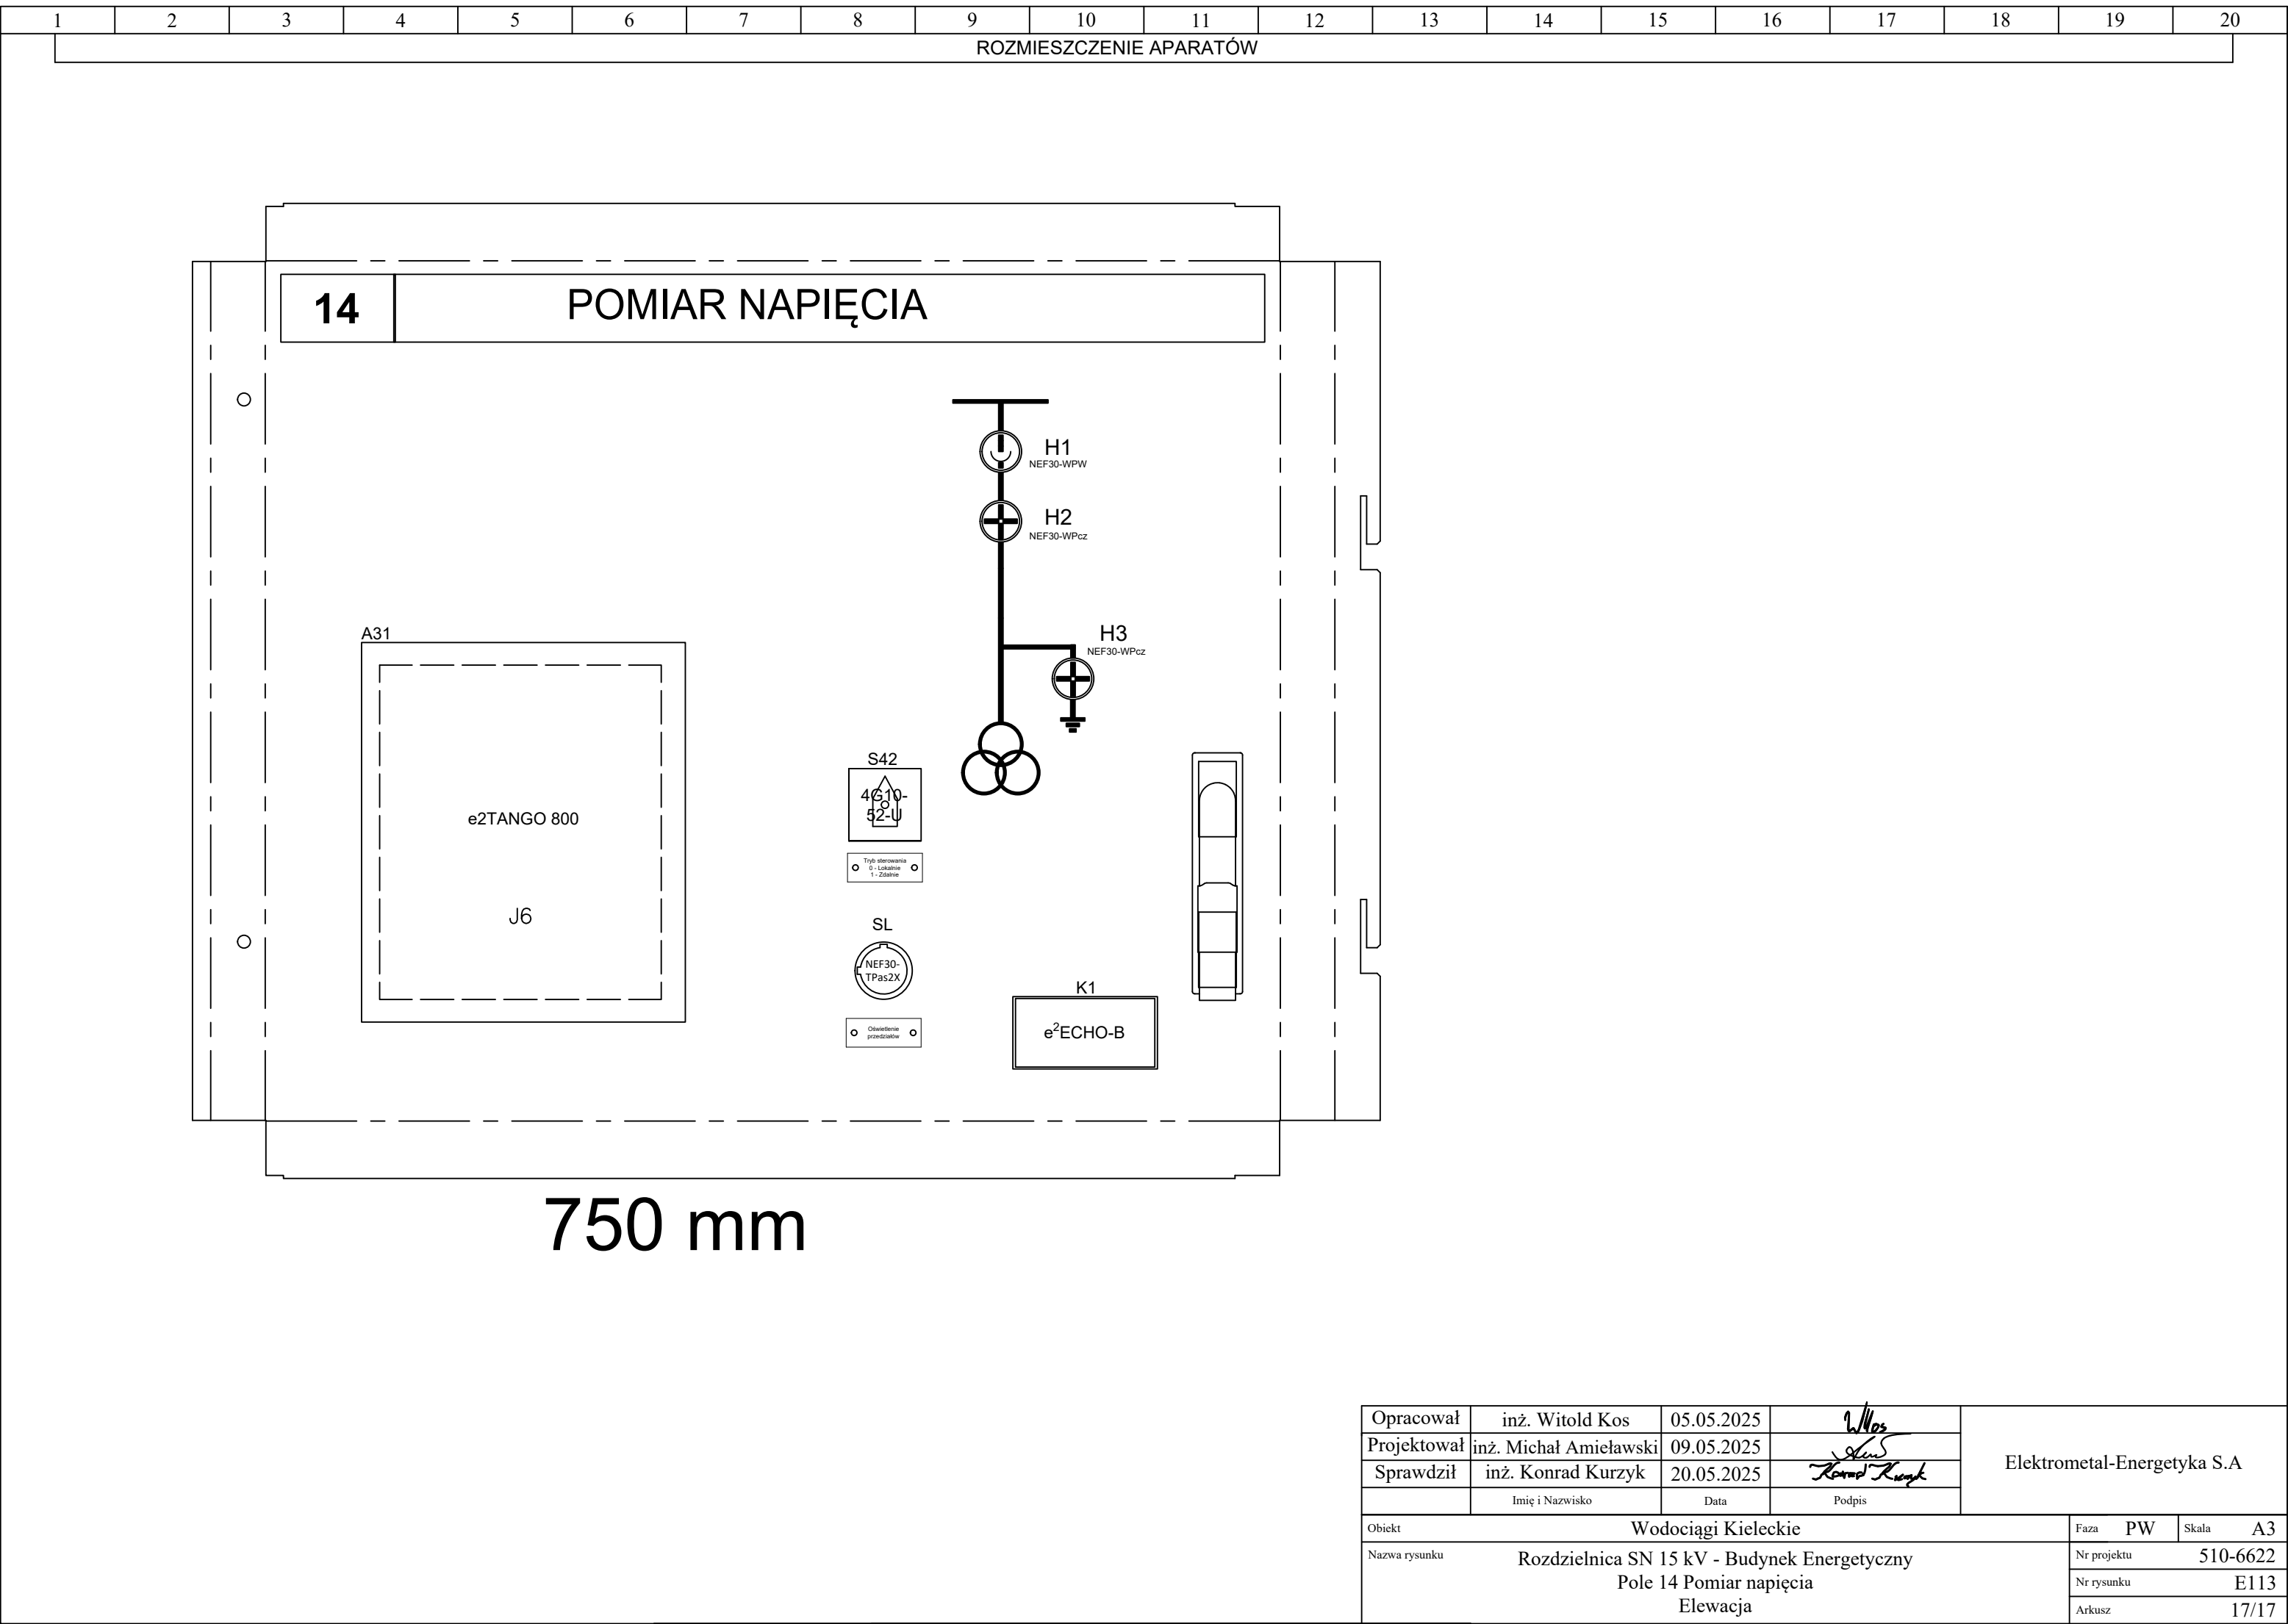 1 2 3 4 5 6 7 8 9 10 11 12 13 14 15 16 17 18 19 20
ROZMIESZCZENIE APARATÓW
14 POMIAR NAPIĘCIA
H1
NEF30-WPW
H2
NEF30-WPcz
H3
NEF30-WPcz
A31
e2TANGO 800
J6
S42
4G10-
52-U
Tryb sterowania
0 - Lokalnie
1 - Zdalnie
SL
NEF30-
TPas2X
Oświetlenie
przedziałów
K1
e²ECHO-B
750 mm
Opracował inż. Witold Kos 05.05.2025 WKos
Projektował inż. Michał Amieławski 09.05.2025
Sprawdził inż. Konrad Kurzyk 20.05.2025 Konrad Kurzyk
Imię i Nazwisko Data Podpis
Elektrometal-Energetyka S.A
Obiekt Wodociągi Kieleckie Faza PW Skala A3
Nazwa rysunku Rozdzielnica SN 15 kV - Budynek Energetyczny
Pole 14 Pomiar napięcia
Elewacja
Nr projektu 510-6622
Nr rysunku E113
Arkusz 17/17